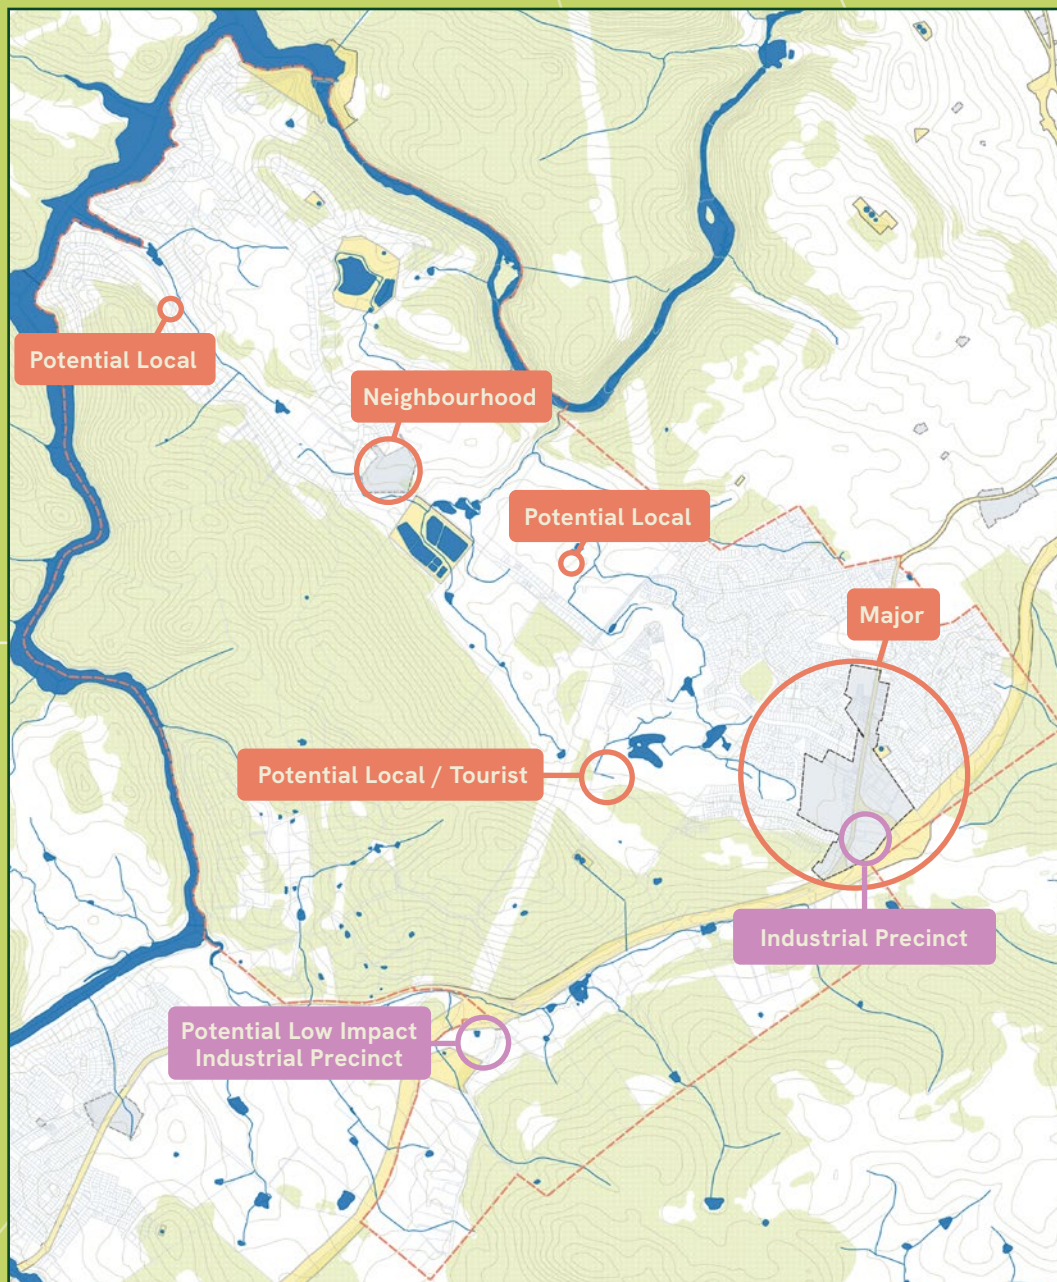 Potential Local
Neighbourhood
Potential Local
Major
Potential Local / Tourist
Industrial Precinct
Potential Low Impact
Industrial Precinct